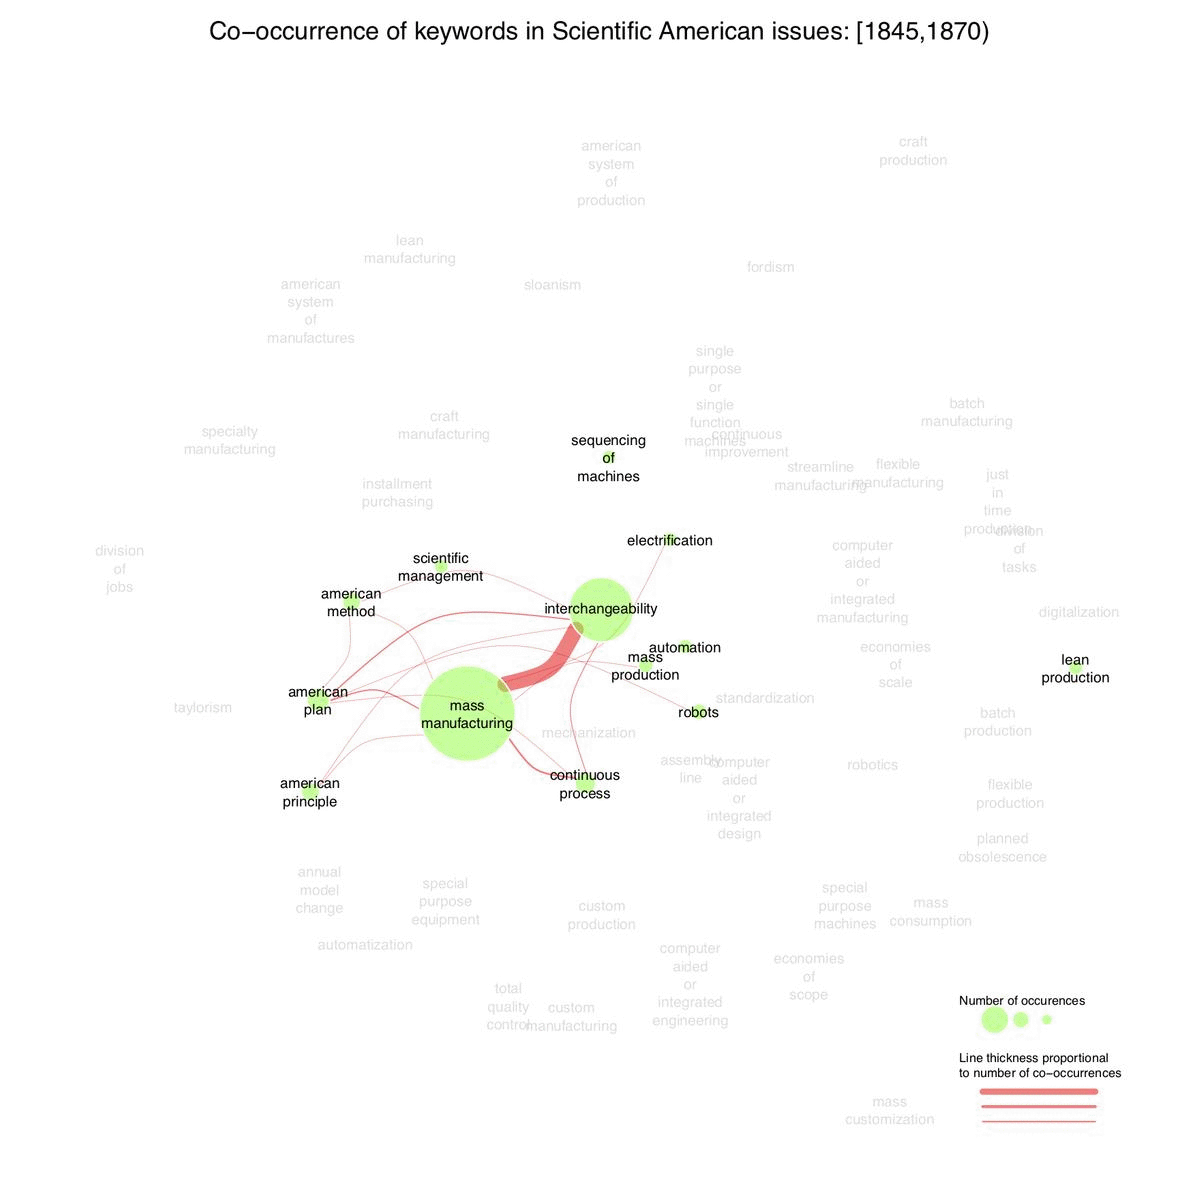 Co-occurrence of keywords in Scientific American issues: [1845,1870)
american
system
of
production
craft
production
lean
manufacturing
fordism
american
system
of
manufactures
sloanism
single
purpose
or
single
function
machines
continuous
improvement
batch
manufacturing
specialty
manufacturing
craft
manufacturing
sequencing
of
machines
streamline
manufacturing
flexible
manufacturing
just
in
time
production
installment
purchasing
division
of
tasks
division
of
jobs
electrification
computer
aided
or
integrated
manufacturing
scientific
management
american
method
interchangeability
digitalization
automation
mass
production
economies
of
scale
lean
production
american
plan
taylorism
mass
manufacturing
standardization
robots
batch
production
mechanization
assembly
line
computer
aided
or
integrated
design
robotics
american
principle
continuous
process
flexible
production
planned
obsolescence
annual
model
change
special
purpose
equipment
custom
production
special
purpose
machines
mass
consumption
automatization
computer
aided
or
integrated
engineering
economies
of
scope
total
quality
control
custom
manufacturing
Number of occurences
Line thickness proportional
to number of co-occurrences
mass
customization